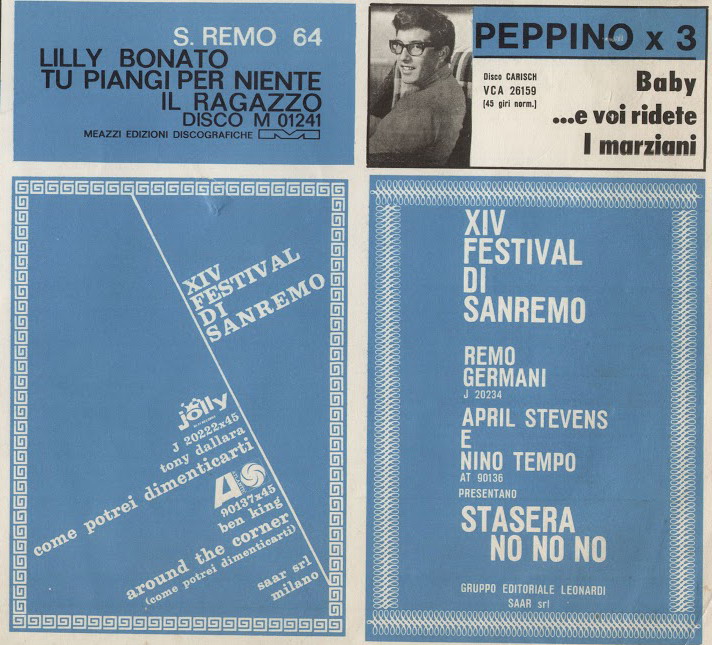 S. REMO 64
LILLY BONATO
TU PIANGI PER NIENTE
IL RAGAZZO
DISCO M 01241
MEAZZI EDIZIONI DISCOGRAFICHE
PEPPINO x 3
Disco CARISCH
VCA 26159
(45 giri norm.)
Baby
...e voi ridete
I marziani
XIV
FESTIVAL
DI
SANREMO
jolly
J 20222x45
tony dallara
come potrei dimenticarti
90137x45
ben king
around the corner
(come potrei dimenticarti)
saar srl
milano
XIV
FESTIVAL
DI
SANREMO
REMO
GERMANI
J 20234
APRIL STEVENS
E
NINO TEMPO
AT 90136
PRESENTANO
STASERA
NO NO NO
GRUPPO EDITORIALE LEONARDI
SAAR srl